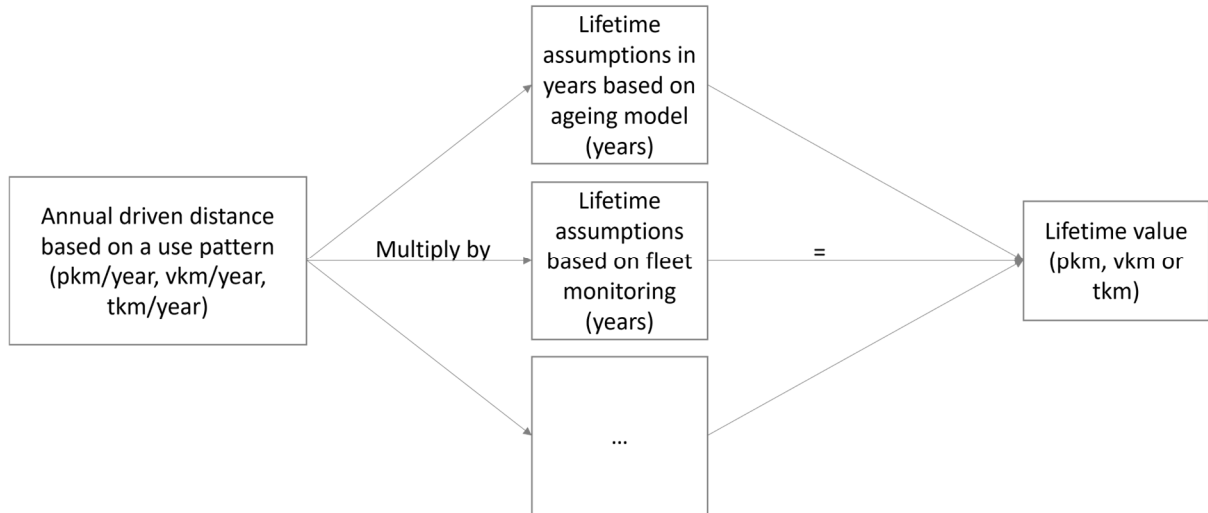 Lifetime
assumptions in
years based on
ageing model
(years)
Annual driven distance
based on a use pattern
(pkm/year, vkm/year,
tkm/year)
Multiply by
Lifetime
assumptions
based on fleet
monitoring
(years)
=
Lifetime value
(pkm, vkm or
tkm)
...